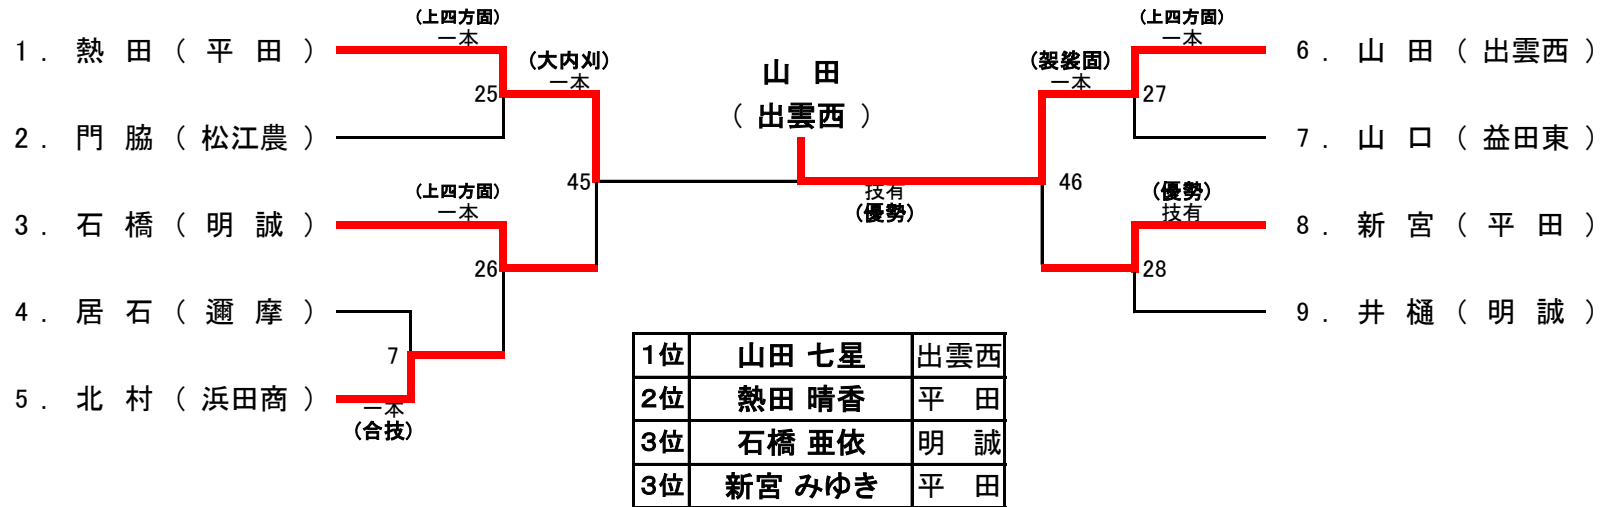 (上四方固)
一本
1. 熱 田 ( 平 田 )
25
2. 門 脇 ( 松江農 )
(大内刈)
一本
45
(上四方固)
一本
3. 石 橋 ( 明 誠 )
26
4. 居 石 ( 邇 摩 )
7
5. 北 村 ( 浜田商 )
一本
(合技)
山 田
( 出雲西 )
技有
(優勢)
(上四方固)
一本
6. 山 田 ( 出雲西 )
27
7. 山 口 ( 益田東 )
(袈裟固)
一本
46
(優勢)
技有
8. 新 宮 ( 平 田 )
28
9. 井 樋 ( 明 誠 )
1位 山田 七星 出雲西
2位 熱田 晴香 平 田
3位 石橋 亜依 明 誠
3位 新宮 みゆき 平 田